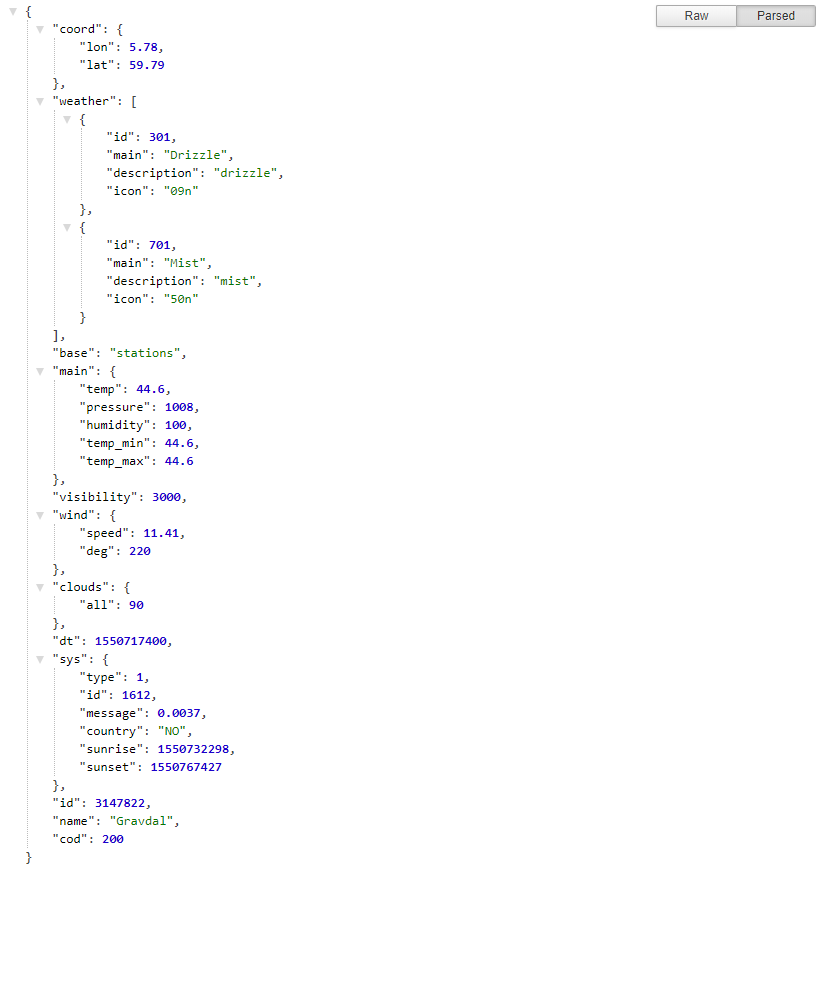 Raw Parsed
{
"coord": {
"lon": 5.78,
"lat": 59.79
},
"weather": [
{
"id": 301,
"main": "Drizzle",
"description": "drizzle",
"icon": "09n"
},
{
"id": 701,
"main": "Mist",
"description": "mist",
"icon": "50n"
}
],
"base": "stations",
"main": {
"temp": 44.6,
"pressure": 1008,
"humidity": 100,
"temp_min": 44.6,
"temp_max": 44.6
},
"visibility": 3000,
"wind": {
"speed": 11.41,
"deg": 220
},
"clouds": {
"all": 90
},
"dt": 1550717400,
"sys": {
"type": 1,
"id": 1612,
"message": 0.0037,
"country": "NO",
"sunrise": 1550732298,
"sunset": 1550767427
},
"id": 3147822,
"name": "Gravdal",
"cod": 200
}